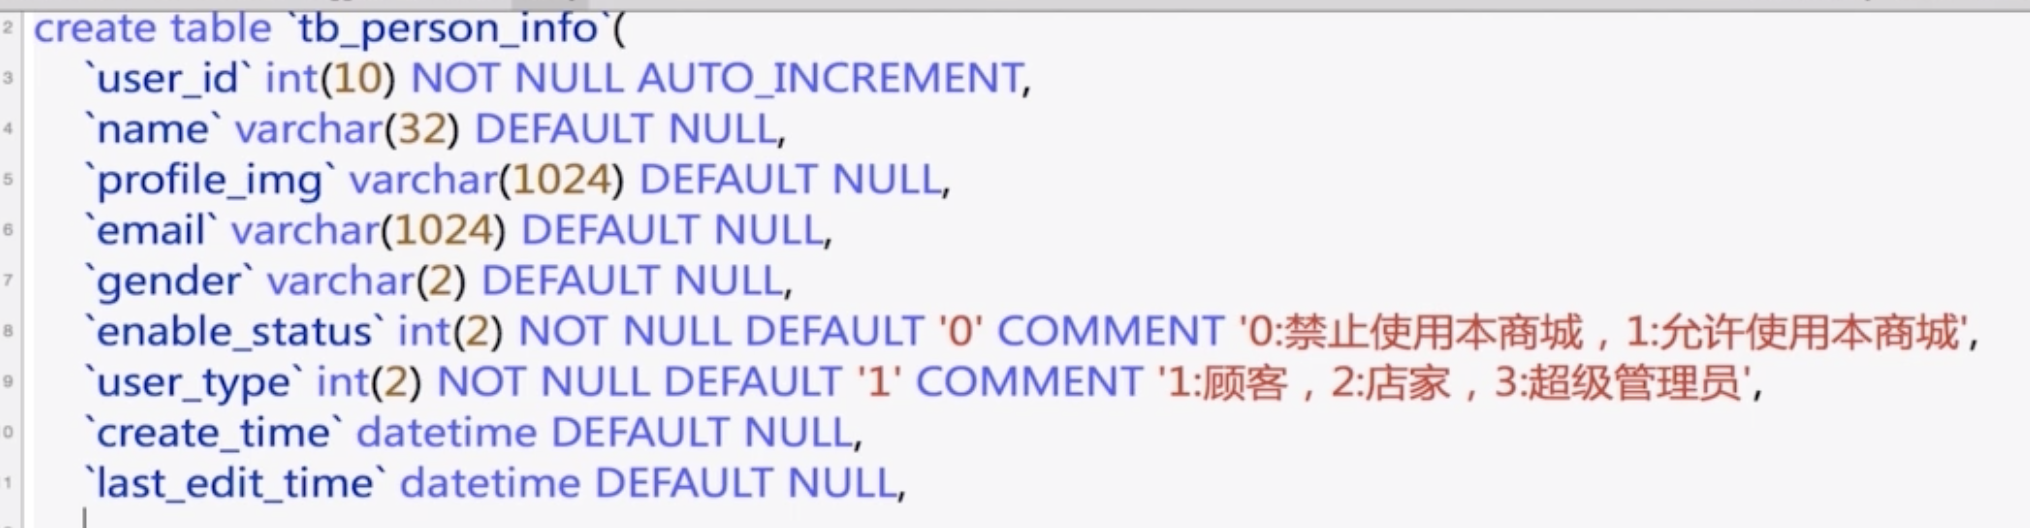 2 create table `tb_person_info`(
3 `user_id` int(10) NOT NULL AUTO_INCREMENT,
4 `name` varchar(32) DEFAULT NULL,
5 `profile_img` varchar(1024) DEFAULT NULL,
6 `email` varchar(1024) DEFAULT NULL,
7 `gender` varchar(2) DEFAULT NULL,
8 `enable_status` int(2) NOT NULL DEFAULT '0' COMMENT '0:禁止使用本商城，1:允许使用本商城',
9 `user_type` int(2) NOT NULL DEFAULT '1' COMMENT '1:顾客，2:店家，3:超级管理员',
0 `create_time` datetime DEFAULT NULL,
1 `last_edit_time` datetime DEFAULT NULL,